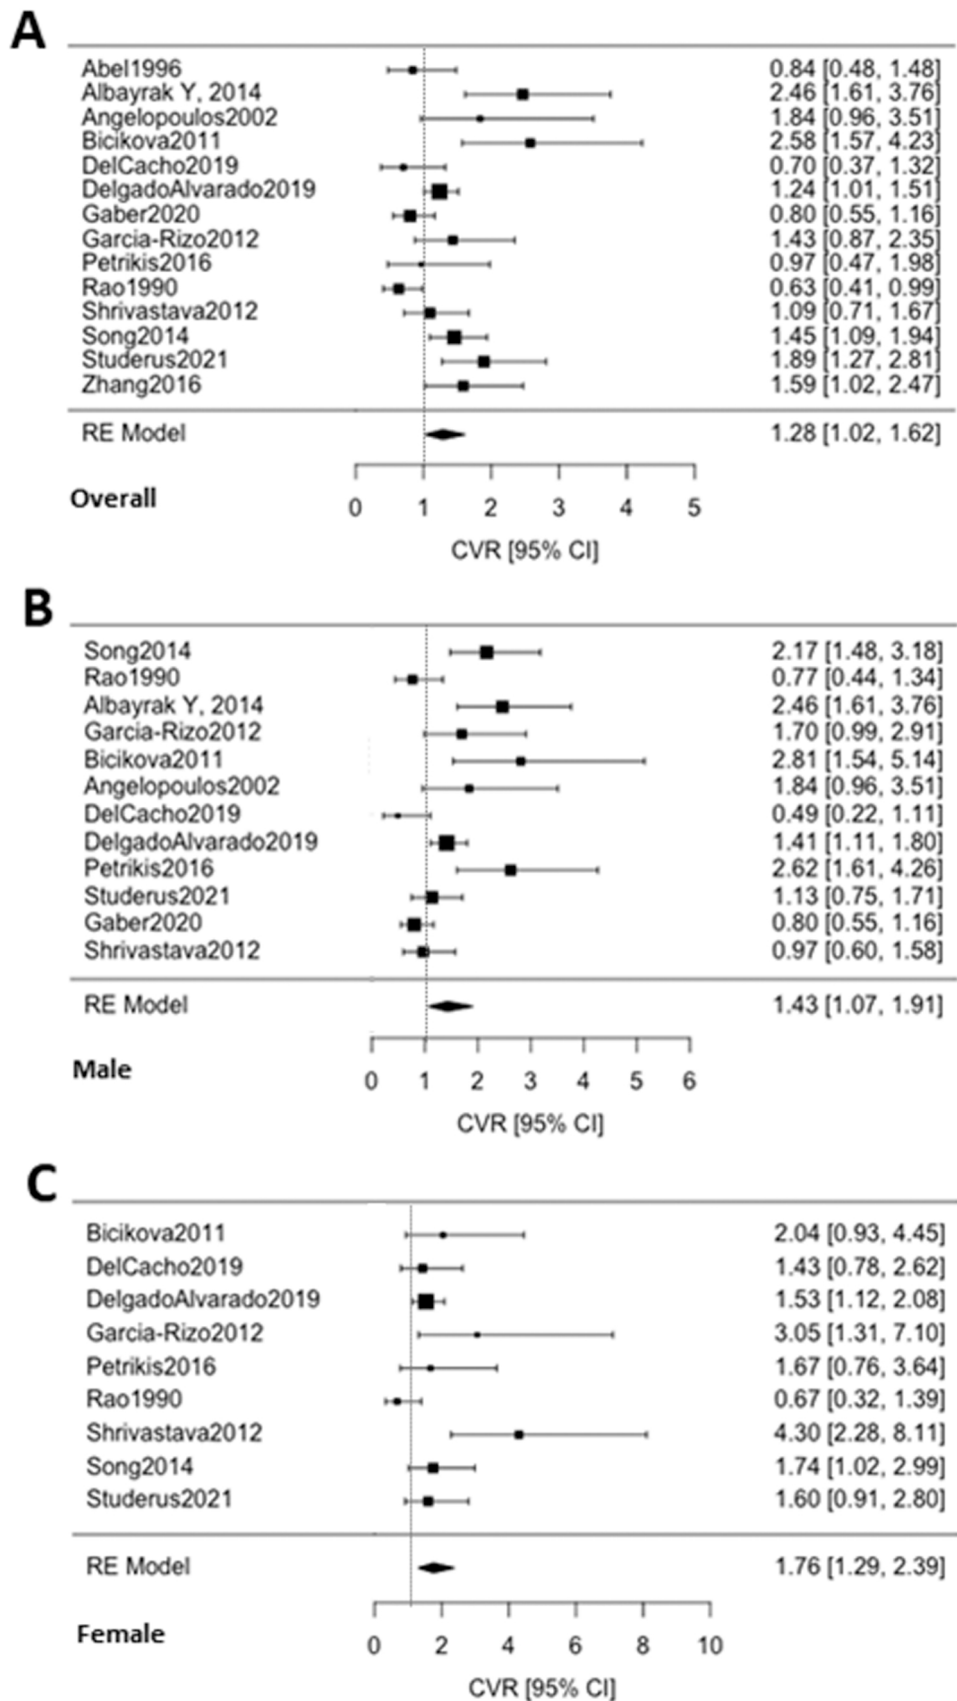 A
Abel1996 0.84 [0.48, 1.48]
Albayrak Y, 2014 2.46 [1.61, 3.76]
Angelopoulos2002 1.84 [0.96, 3.51]
Bicikova2011 2.58 [1.57, 4.23]
DelCacho2019 0.70 [0.37, 1.32]
DelgadoAlvarado2019 1.24 [1.01, 1.51]
Gaber2020 0.80 [0.55, 1.16]
Garcia-Rizo2012 1.43 [0.87, 2.35]
Petrikis2016 0.97 [0.47, 1.98]
Rao1990 0.63 [0.41, 0.99]
Shrivastava2012 1.09 [0.71, 1.67]
Song2014 1.45 [1.09, 1.94]
Studerus2021 1.89 [1.27, 2.81]
Zhang2016 1.59 [1.02, 2.47]
RE Model 1.28 [1.02, 1.62]
Overall
0 1 2 3 4 5
CVR [95% CI]
B
Song2014 2.17 [1.48, 3.18]
Rao1990 0.77 [0.44, 1.34]
Albayrak Y, 2014 2.46 [1.61, 3.76]
Garcia-Rizo2012 1.70 [0.99, 2.91]
Bicikova2011 2.81 [1.54, 5.14]
Angelopoulos2002 1.84 [0.96, 3.51]
DelCacho2019 0.49 [0.22, 1.11]
DelgadoAlvarado2019 1.41 [1.11, 1.80]
Petrikis2016 2.62 [1.61, 4.26]
Studerus2021 1.13 [0.75, 1.71]
Gaber2020 0.80 [0.55, 1.16]
Shrivastava2012 0.97 [0.60, 1.58]
RE Model 1.43 [1.07, 1.91]
Male
0 1 2 3 4 5 6
CVR [95% CI]
C
Bicikova2011 2.04 [0.93, 4.45]
DelCacho2019 1.43 [0.78, 2.62]
DelgadoAlvarado2019 1.53 [1.12, 2.08]
Garcia-Rizo2012 3.05 [1.31, 7.10]
Petrikis2016 1.67 [0.76, 3.64]
Rao1990 0.67 [0.32, 1.39]
Shrivastava2012 4.30 [2.28, 8.11]
Song2014 1.74 [1.02, 2.99]
Studerus2021 1.60 [0.91, 2.80]
RE Model 1.76 [1.29, 2.39]
Female
0 2 4 6 8 10
CVR [95% CI]